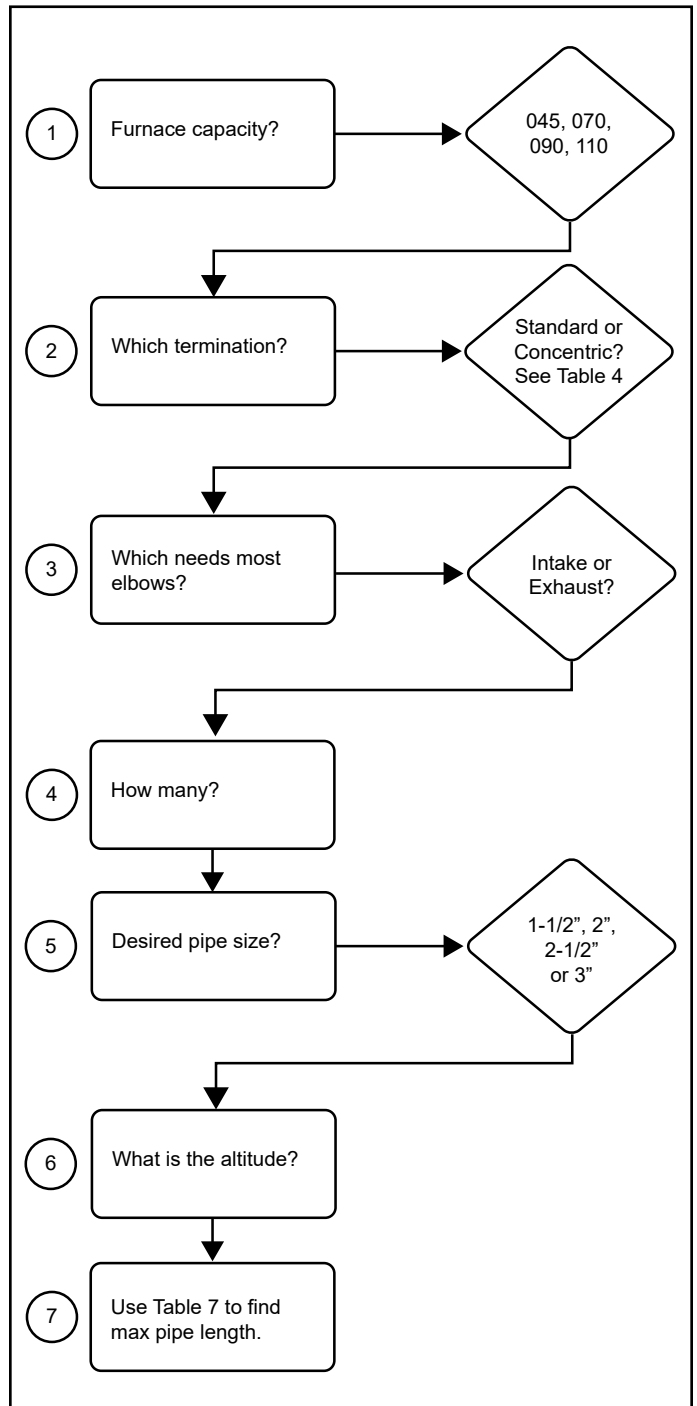 1
Furnace capacity?
045, 070,
090, 110
2
Which termination?
Standard or
Concentric?
See Table 4
3
Which needs most
elbows?
Intake or
Exhaust?
4
How many?
5
Desired pipe size?
1-1/2”, 2”,
2-1/2”
or 3”
6
What is the altitude?
7
Use Table 7 to find
max pipe length.